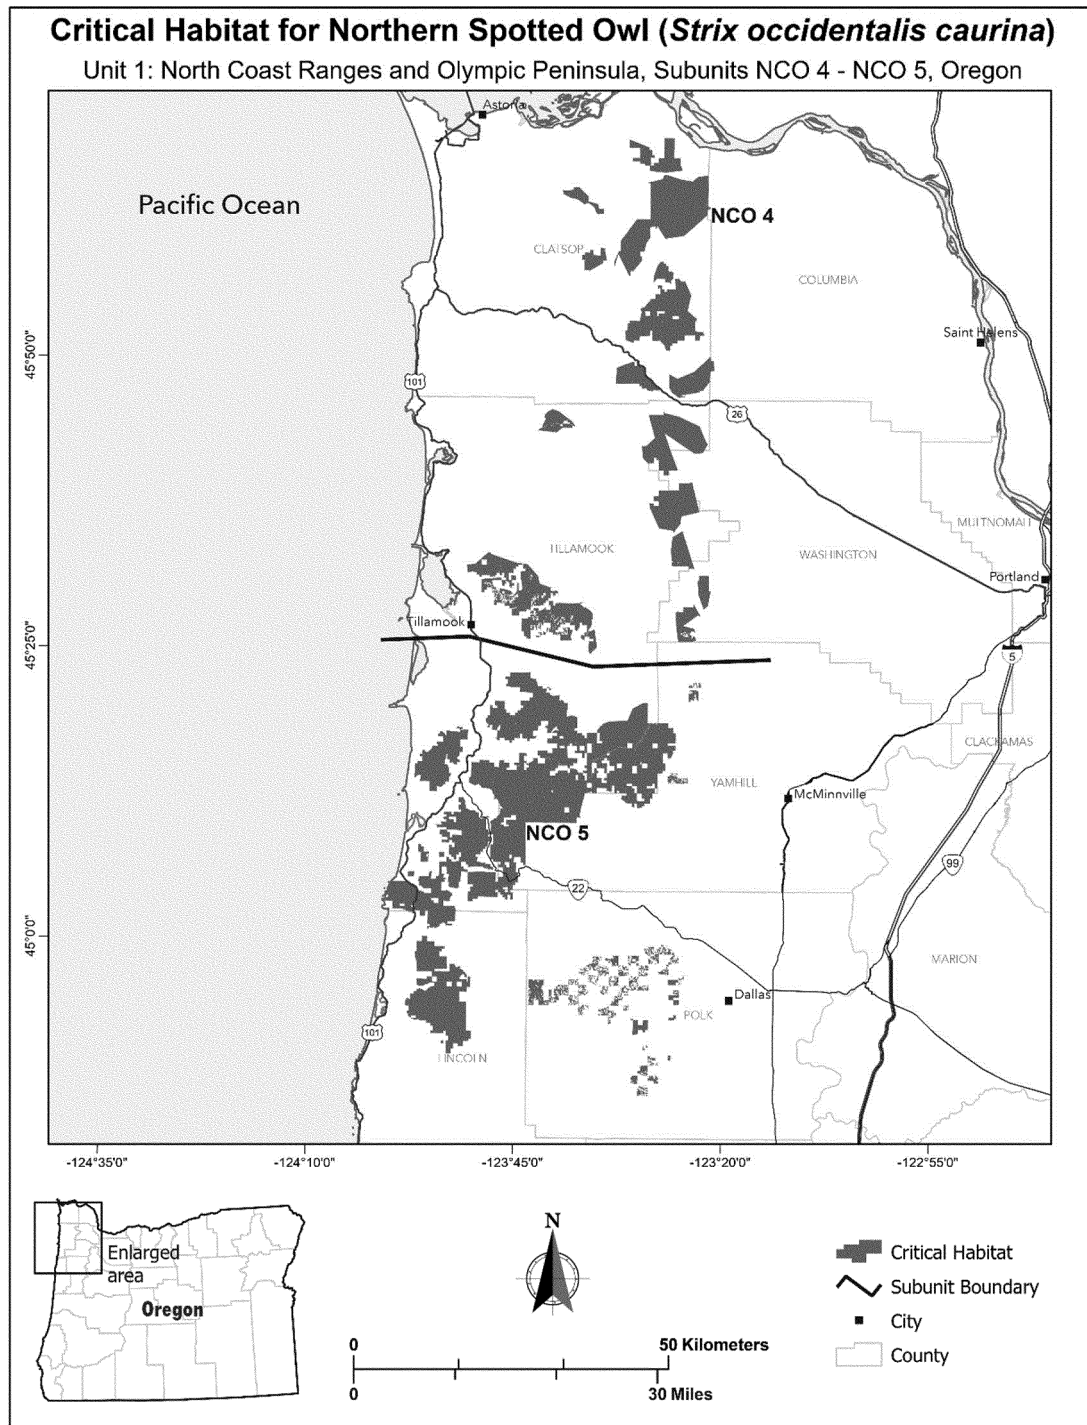 Critical Habitat for Northern Spotted Owl (Strix occidentalis caurina)
Unit 1: North Coast Ranges and Olympic Peninsula, Subunits NCO 4 - NCO 5, Oregon
Astoria
Pacific Ocean
NCO 4
CLATSOP
COLUMBIA
Saint Helens
45°50'0"
101
26
MULTNOMAH
TILLAMOOK
WASHINGTON
Portland
Tillamook
45°25'0"
5
CLACKAMAS
YAMHILL
McMinnville
NCO 5
99
22
45°0'0"
MARION
Dallas
POLK
101
LINCOLN
-124°35'0"
-124°10'0"
-123°45'0"
-123°20'0"
-122°55'0"
Enlarged
area
Oregon
N
0
50 Kilometers
0
30 Miles
Critical Habitat
Subunit Boundary
City
County